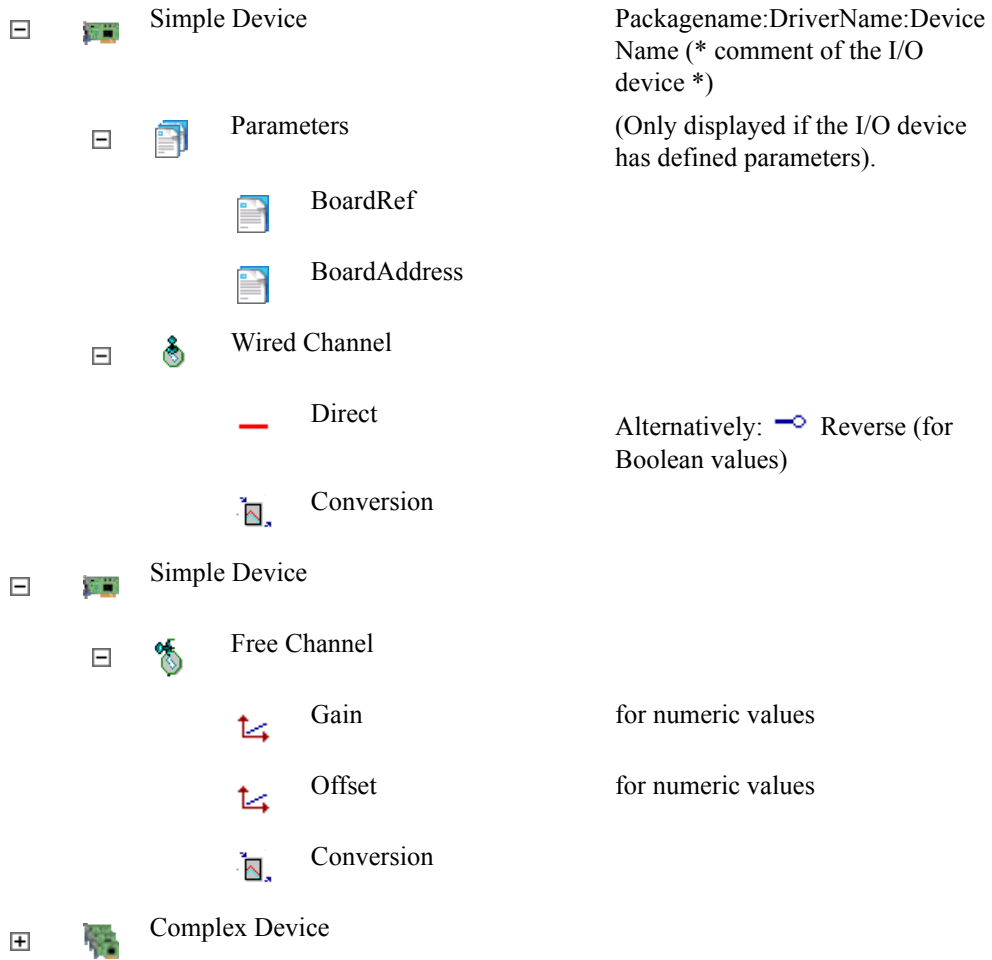 Simple Device
Packagename:DriverName:Device
Name (* comment of the I/O
device *)
Parameters
(Only displayed if the I/O device
has defined parameters).
BoardRef
BoardAddress
Wired Channel
Direct
Alternatively: Reverse (for
Boolean values)
Conversion
Simple Device
Free Channel
Gain
for numeric values
Offset
for numeric values
Conversion
Complex Device